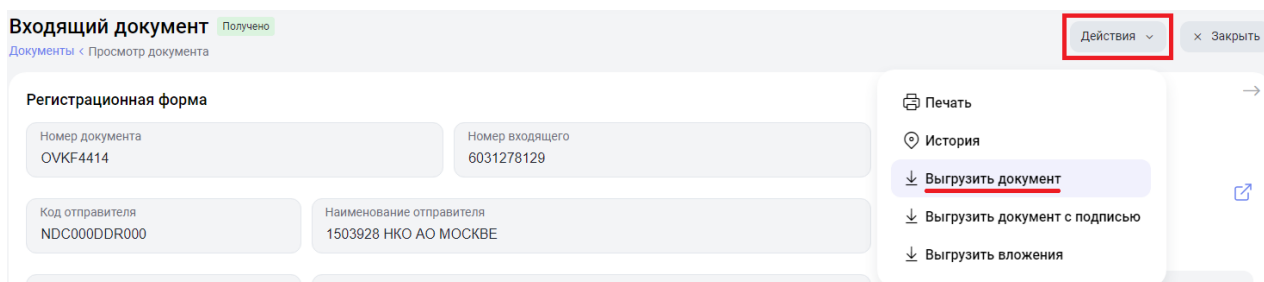 Входящий документ Получено
Действия
× Закрыть
Документы < Просмотр документа
Регистрационная форма
Номер документа
OVKF4414
Номер входящего
6031278129
Код отправителя
NDC000DDR000
Наименование отправителя
1503928 НКО АО МОСКВЕ
Печать
История
Выгрузить документ
Выгрузить документ с подписью
Выгрузить вложения